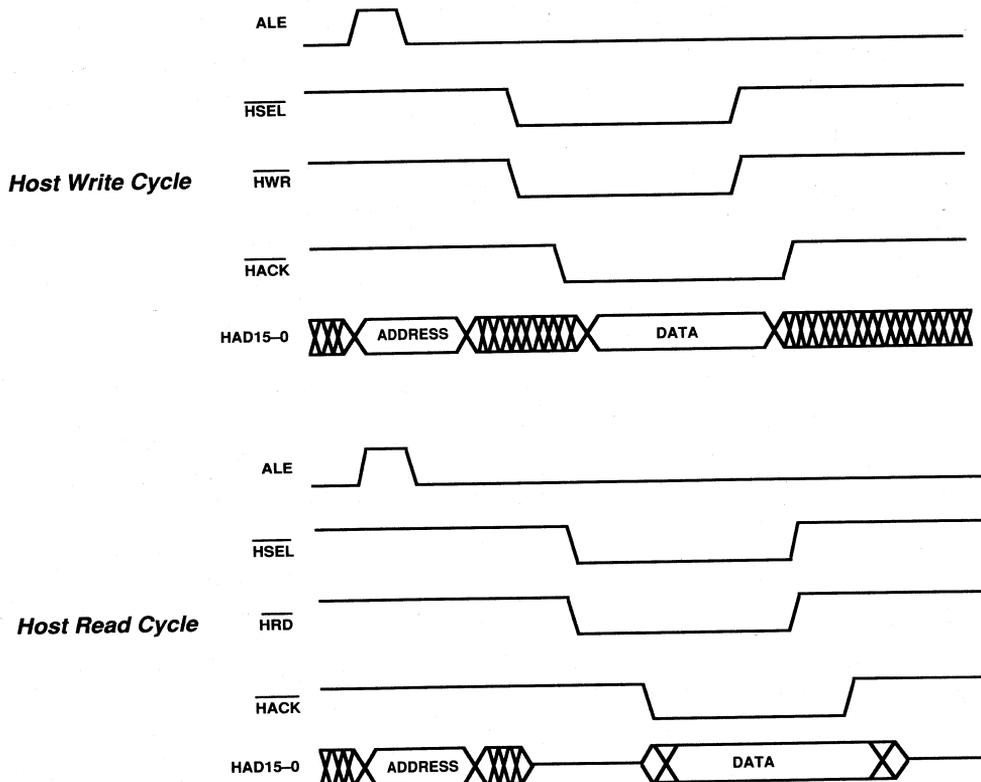 ALE
HSEL
Host Write Cycle
HWR
HACK
HAD15–0
ADDRESS
DATA
ALE
HSEL
Host Read Cycle
HRD
HACK
HAD15–0
ADDRESS
DATA